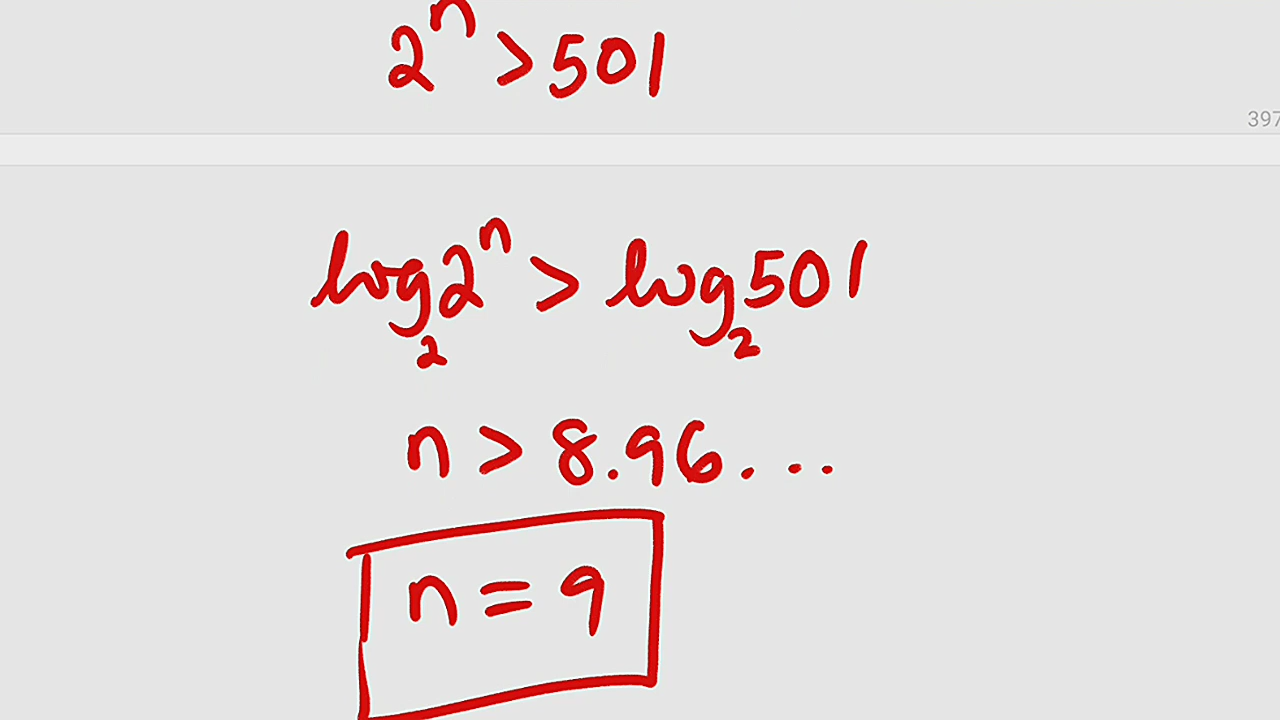 2ⁿ > 501
397
log₂2ⁿ > log₂501
n > 8.96...
n = 9